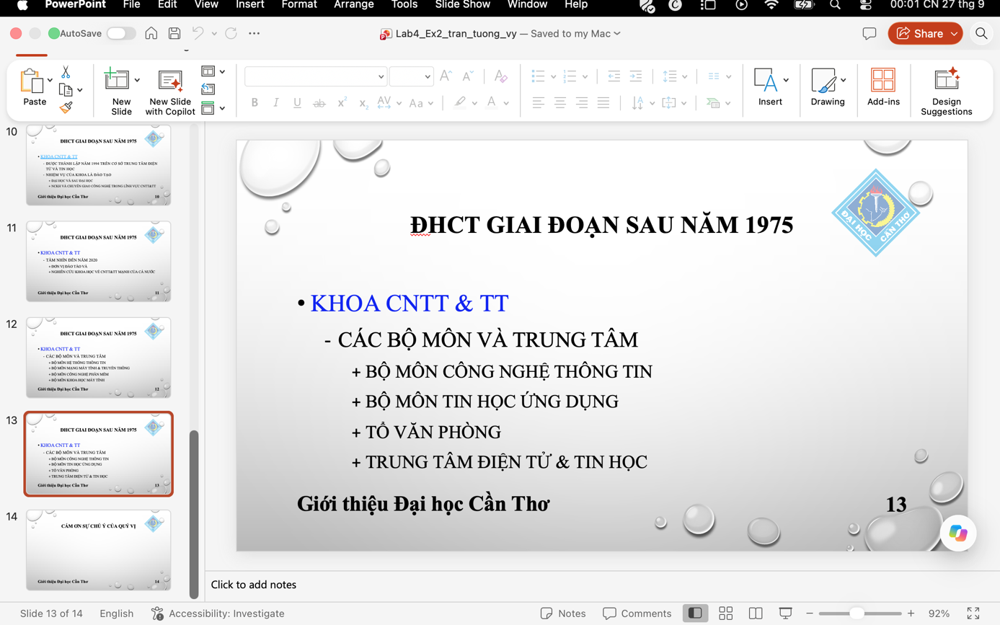 PowerPoint File Edit View Insert Format Arrange Tools Slide Show Window Help 00:01 CN 27 thg 9
AutoSave Lab4_Ex2_tran_tuong_vy — Saved to my Mac Share
Paste
New Slide
New Slide with Copilot
Insert
Drawing
Add-ins
Design Suggestions
10
ĐHCT GIAI ĐOẠN SAU NĂM 1975
• KHOA CNTT & TT
- ĐƯỢC THÀNH LẬP NĂM 1994 TRÊN CƠ SỞ TRUNG TÂM ĐIỆN
TỬ VÀ TIN HỌC
- NHIỆM VỤ CỦA KHOA LÀ ĐÀO TẠO
+ ĐẠI HỌC VÀ SAU ĐẠI HỌC
+ NCKH VÀ CHUYỂN GIAO CÔNG NGHỆ TRONG LĨNH VỰC CNTT&TT
Giới thiệu Đại học Cần Thơ 10
11
ĐHCT GIAI ĐOẠN SAU NĂM 1975
• KHOA CNTT & TT
- TẦM NHÌN ĐẾN NĂM 2020
+ ĐƠN VỊ ĐÀO TẠO VÀ
+ NGHIÊN CỨU KHOA HỌC VỀ CNTT&TT MẠNH CỦA CẢ NƯỚC
Giới thiệu Đại học Cần Thơ 11
12
ĐHCT GIAI ĐOẠN SAU NĂM 1975
• KHOA CNTT & TT
- CÁC BỘ MÔN VÀ TRUNG TÂM
+ BỘ MÔN HỆ THỐNG THÔNG TIN
+ BỘ MÔN MẠNG MÁY TÍNH & TRUYỀN THÔNG
+ BỘ MÔN CÔNG NGHỆ PHẦN MỀM
+ BỘ MÔN KHOA HỌC MÁY TÍNH
Giới thiệu Đại học Cần Thơ 12
13
ĐHCT GIAI ĐOẠN SAU NĂM 1975
• KHOA CNTT & TT
- CÁC BỘ MÔN VÀ TRUNG TÂM
+ BỘ MÔN CÔNG NGHỆ THÔNG TIN
+ BỘ MÔN TIN HỌC ỨNG DỤNG
+ TỔ VĂN PHÒNG
+ TRUNG TÂM ĐIỆN TỬ & TIN HỌC
Giới thiệu Đại học Cần Thơ 13
14
CẢM ƠN SỰ CHÚ Ý CỦA QUÝ VỊ
Giới thiệu Đại học Cần Thơ 14
ĐHCT GIAI ĐOẠN SAU NĂM 1975
ĐẠI HỌC CẦN THƠ
• KHOA CNTT & TT
- CÁC BỘ MÔN VÀ TRUNG TÂM
+ BỘ MÔN CÔNG NGHỆ THÔNG TIN
+ BỘ MÔN TIN HỌC ỨNG DỤNG
+ TỔ VĂN PHÒNG
+ TRUNG TÂM ĐIỆN TỬ & TIN HỌC
Giới thiệu Đại học Cần Thơ 13
Click to add notes
Slide 13 of 14 English Accessibility: Investigate Notes Comments 92%